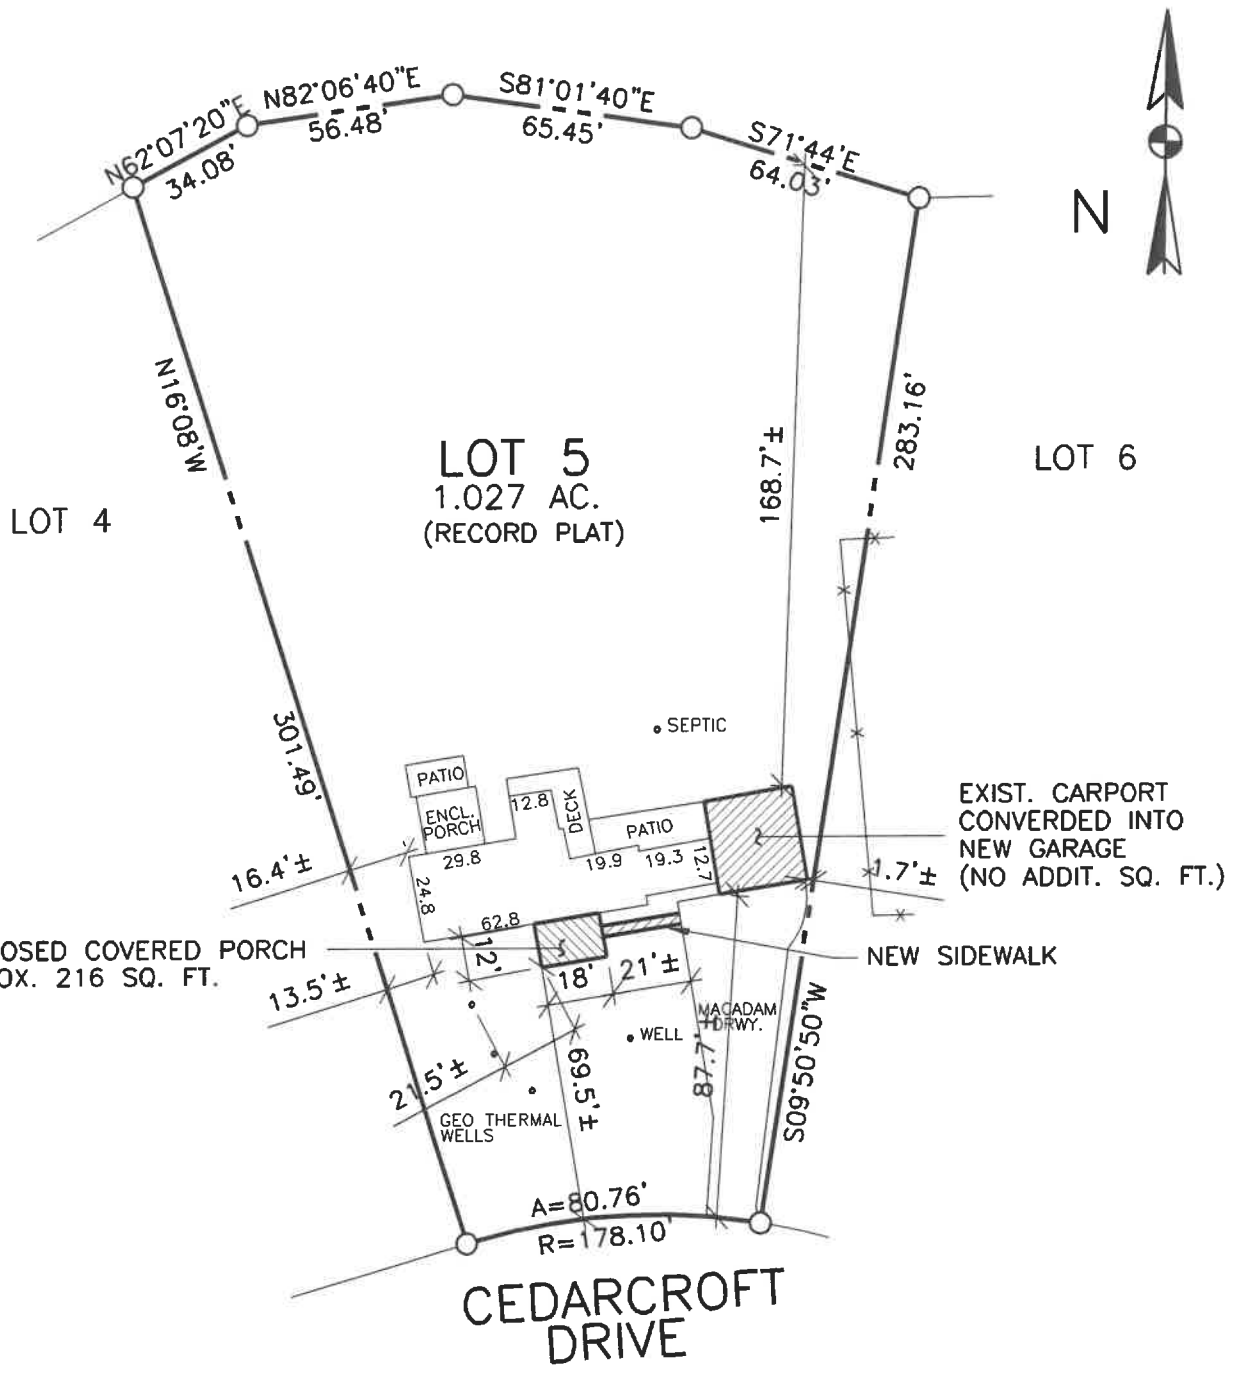 N62°07'20"E
34.08'
N82°06'40"E
56.48'
S81°01'40"E
65.45'
S71°44'E
64.03'
N
N16°08'W
301.49'
283.16'
S09°50'50"W
168.7'±
LOT 5
1.027 AC.
(RECORD PLAT)
LOT 4
LOT 6
SEPTIC
PATIO
ENCL.
PORCH
12.8
DECK
PATIO
29.8
19.9
19.3
12.7
24.8
62.8
16.4'±
EXIST. CARPORT
CONVERDED INTO
NEW GARAGE
(NO ADDIT. SQ. FT.)
1.7'±
OSED COVERED PORCH
OX. 216 SQ. FT.
NEW SIDEWALK
12'
18'
21'±
13.5'±
WELL
MACADAM
DRWY.
87.7'±
69.5'±
21.5'±
GEO THERMAL
WELLS
A=80.76'
R=178.10'
CEDARCROFT
DRIVE